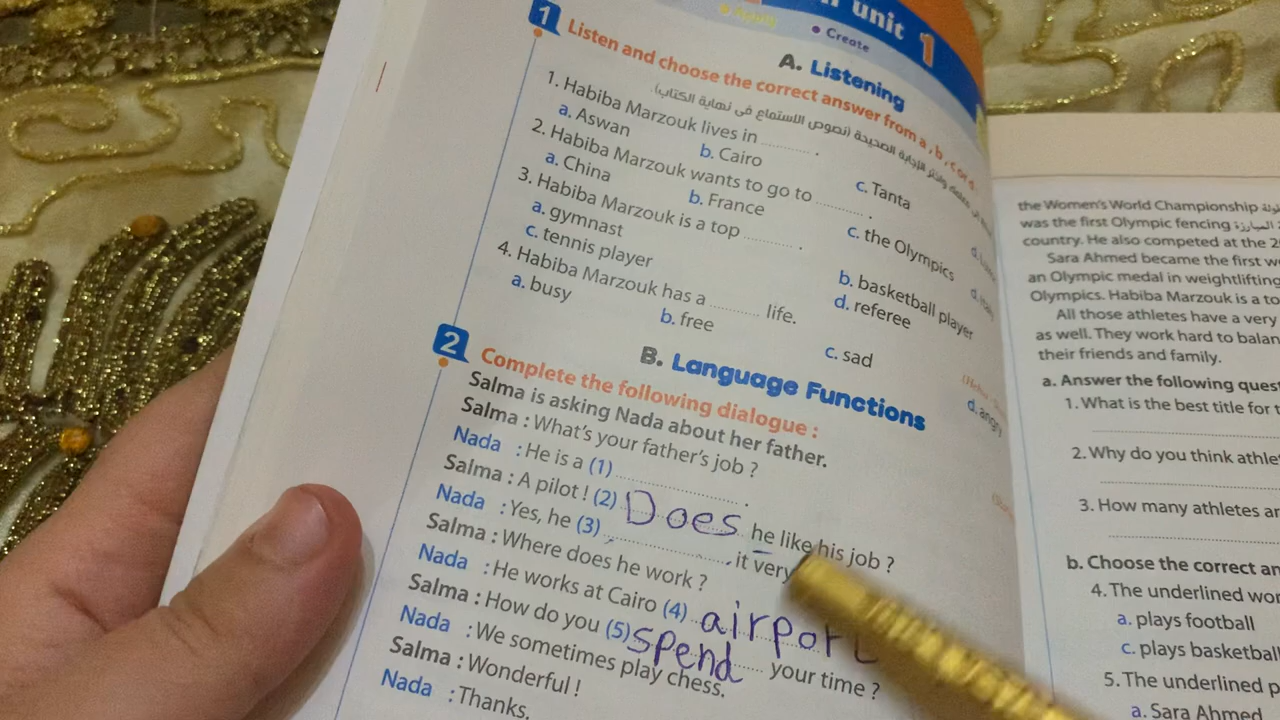 unit 1
Apply
Create
A. Listening
1 Listen and choose the correct answer from a, b, c or d.
(نصوص الاستماع فى نهاية الكتاب).
1. Habiba Marzouk lives in .......... .
a. Aswan b. Cairo c. Tanta
2. Habiba Marzouk wants to go to .......... .
a. China b. France c. the Olympics
3. Habiba Marzouk is a top .......... .
a. gymnast b. basketball player
c. tennis player d. referee
4. Habiba Marzouk has a .......... life.
a. busy b. free c. sad d. angry
B. Language Functions
2 Complete the following dialogue :
Salma is asking Nada about her father.
Salma : What's your father's job ?
Nada : He is a (1) .......... .
Salma : A pilot ! (2) Does he like his job ?
Nada : Yes, he (3) .......... it very
Salma : Where does he work ?
Nada : He works at Cairo (4) airport
Salma : How do you (5) spend your time ?
Nada : We sometimes play chess.
Salma : Wonderful !
Nada : Thanks.
the Women's World Championship
was the first Olympic fencing المبارزة
country. He also competed at the
Sara Ahmed became the first
an Olympic medal in weightlifting
Olympics. Habiba Marzouk is a
All those athletes have a very
as well. They work hard to
their friends and family.
a. Answer the following
1. What is the best title for
2. Why do you think
3. How many athletes
b. Choose the correct
4. The underlined
a. plays football
c. plays basketball
5. The underlined
a. Sara Ahmed